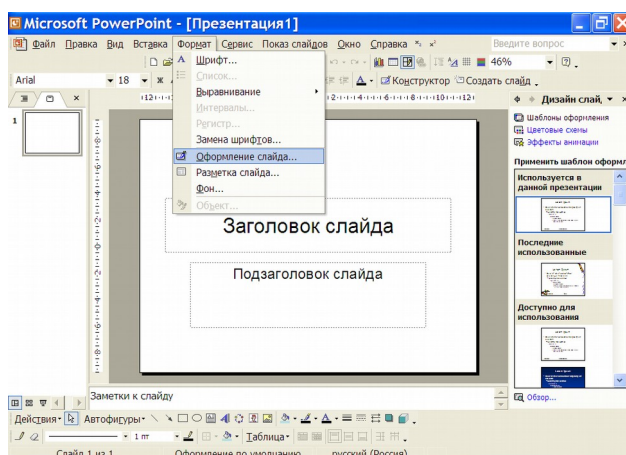 Microsoft PowerPoint - [Презентация1]
Файл Правка Вид Вставка Формат Сервис Показ слайдов Окно Справка Введите вопрос
46%
Arial 18 Ж Конструктор Создать слайд
Шрифт...
Список...
Выравнивание
Интервалы...
Регистр...
Замена шрифтов...
Оформление слайда...
Разметка слайда...
Фон...
Объект...
1
Заголовок слайда
Подзаголовок слайда
Дизайн слай,
Шаблоны оформления
Цветовые схемы
Эффекты анимации
Применить шаблон оформл
Используется в
данной презентации
Последние
использованные
Доступно для
использования
Обзор...
Заметки к слайду
Действия Автофигуры
1 пт Таблица
Слайд 1 из 1 Оформление по умолчанию русский (Россия)